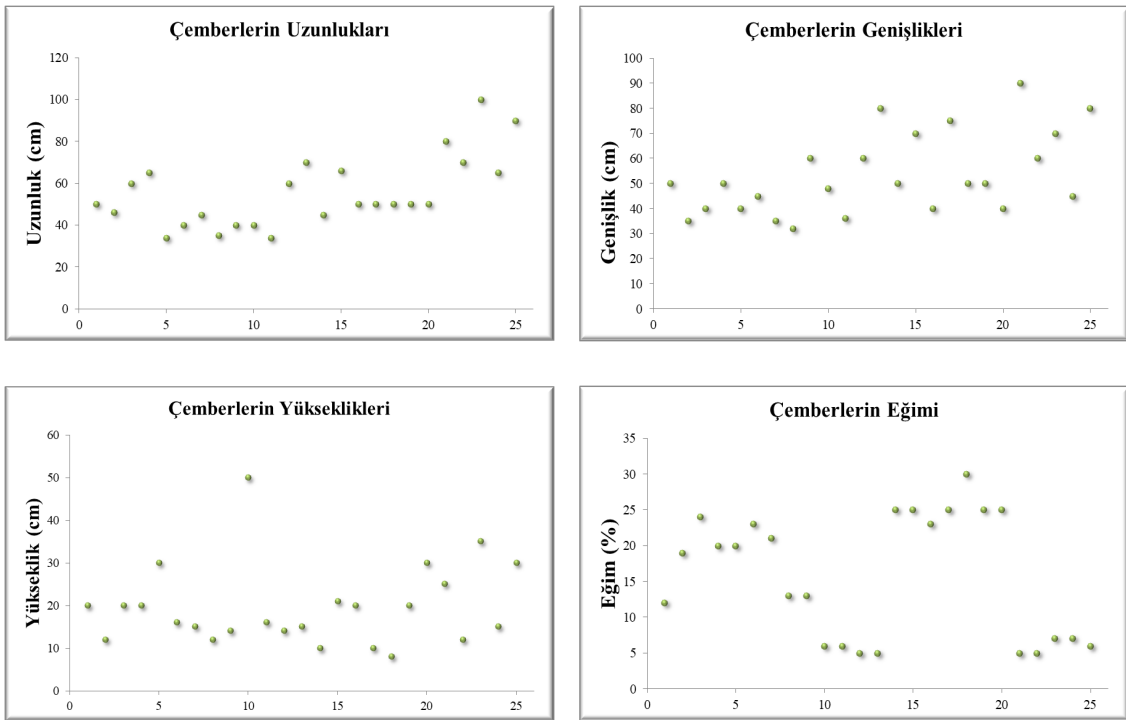 Çemberlerin Uzunlukları
Uzunluk (cm)
120
100
80
60
40
20
0
0 5 10 15 20 25
Çemberlerin Genişlikleri
Genişlik (cm)
100
90
80
70
60
50
40
30
20
10
0
0 5 10 15 20 25
Çemberlerin Yükseklikleri
Yükseklik (cm)
60
50
40
30
20
10
0
0 5 10 15 20 25
Çemberlerin Eğimi
Eğim (%)
35
30
25
20
15
10
5
0
0 5 10 15 20 25